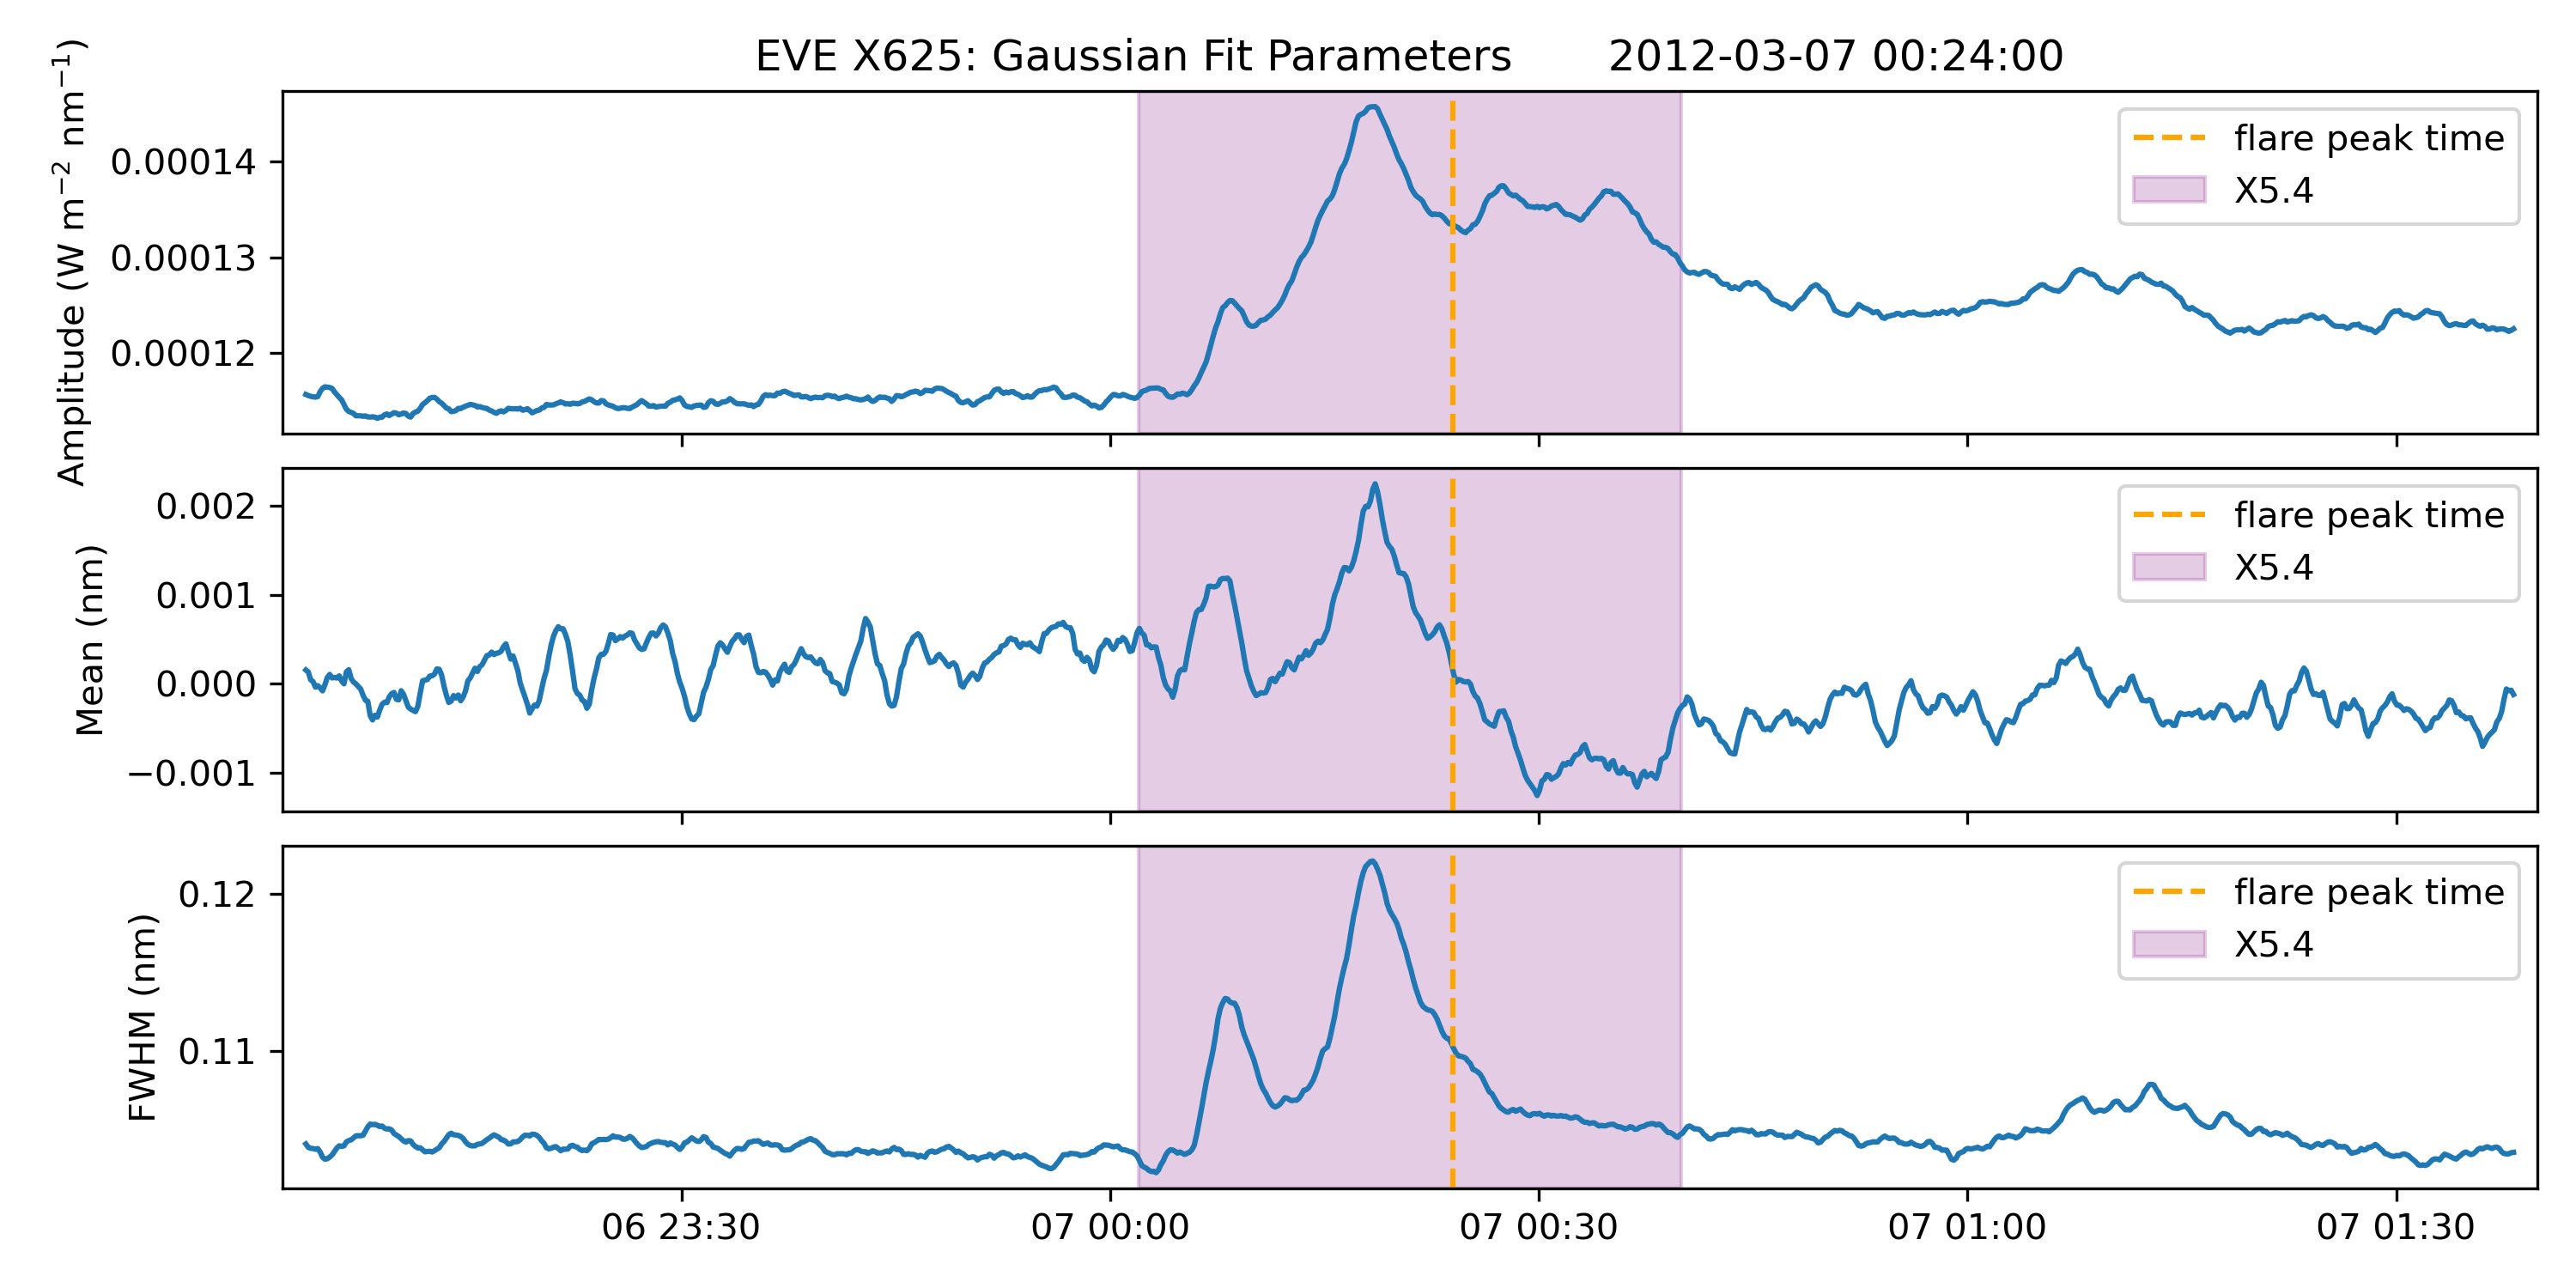 EVE X625: Gaussian Fit Parameters 2012-03-07 00:24:00
Amplitude (W m⁻² nm⁻¹)
0.00014
0.00013
0.00012
flare peak time
X5.4
Mean (nm)
0.002
0.001
0.000
−0.001
flare peak time
X5.4
FWHM (nm)
0.12
0.11
flare peak time
X5.4
06 23:30 07 00:00 07 00:30 07 01:00 07 01:30